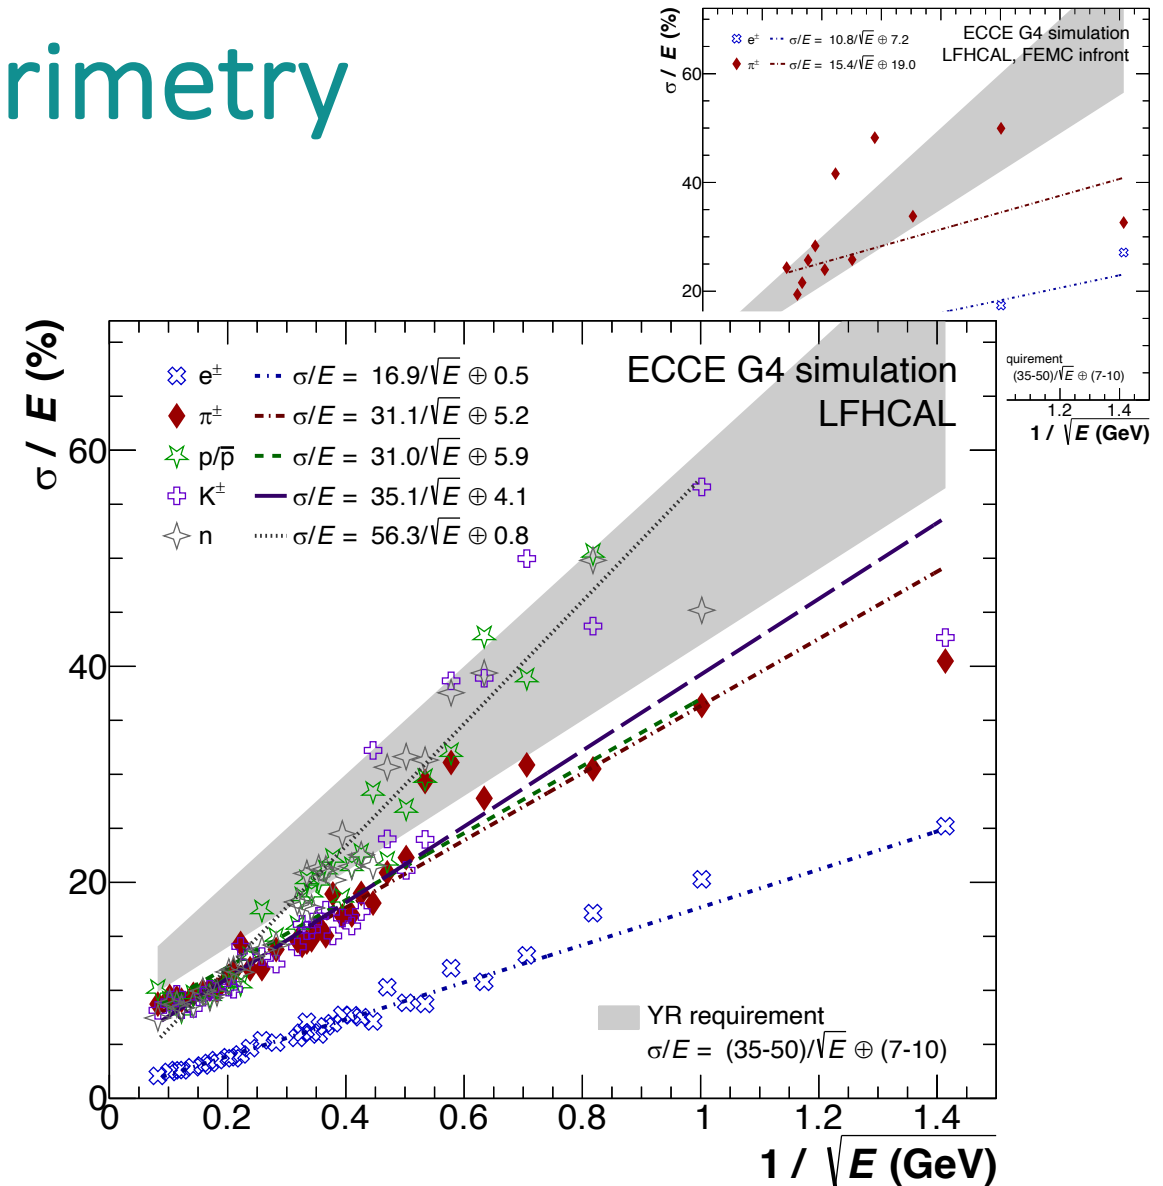 rimetry
σ / E (%)
60
40
20
e± σ/E = 10.8/√E ⊕ 7.2
π± σ/E = 15.4/√E ⊕ 19.0
ECCE G4 simulation
LFHCAL, FEMC infront
quirement
(35-50)/√E ⊕ (7-10)
1.2 1.4
1 / √E (GeV)
σ / E (%)
60
40
20
0
e± σ/E = 16.9/√E ⊕ 0.5
π± σ/E = 31.1/√E ⊕ 5.2
p/p̅ σ/E = 31.0/√E ⊕ 5.9
K± σ/E = 35.1/√E ⊕ 4.1
n σ/E = 56.3/√E ⊕ 0.8
ECCE G4 simulation
LFHCAL
YR requirement
σ/E = (35-50)/√E ⊕ (7-10)
0 0.2 0.4 0.6 0.8 1 1.2 1.4
1 / √E (GeV)